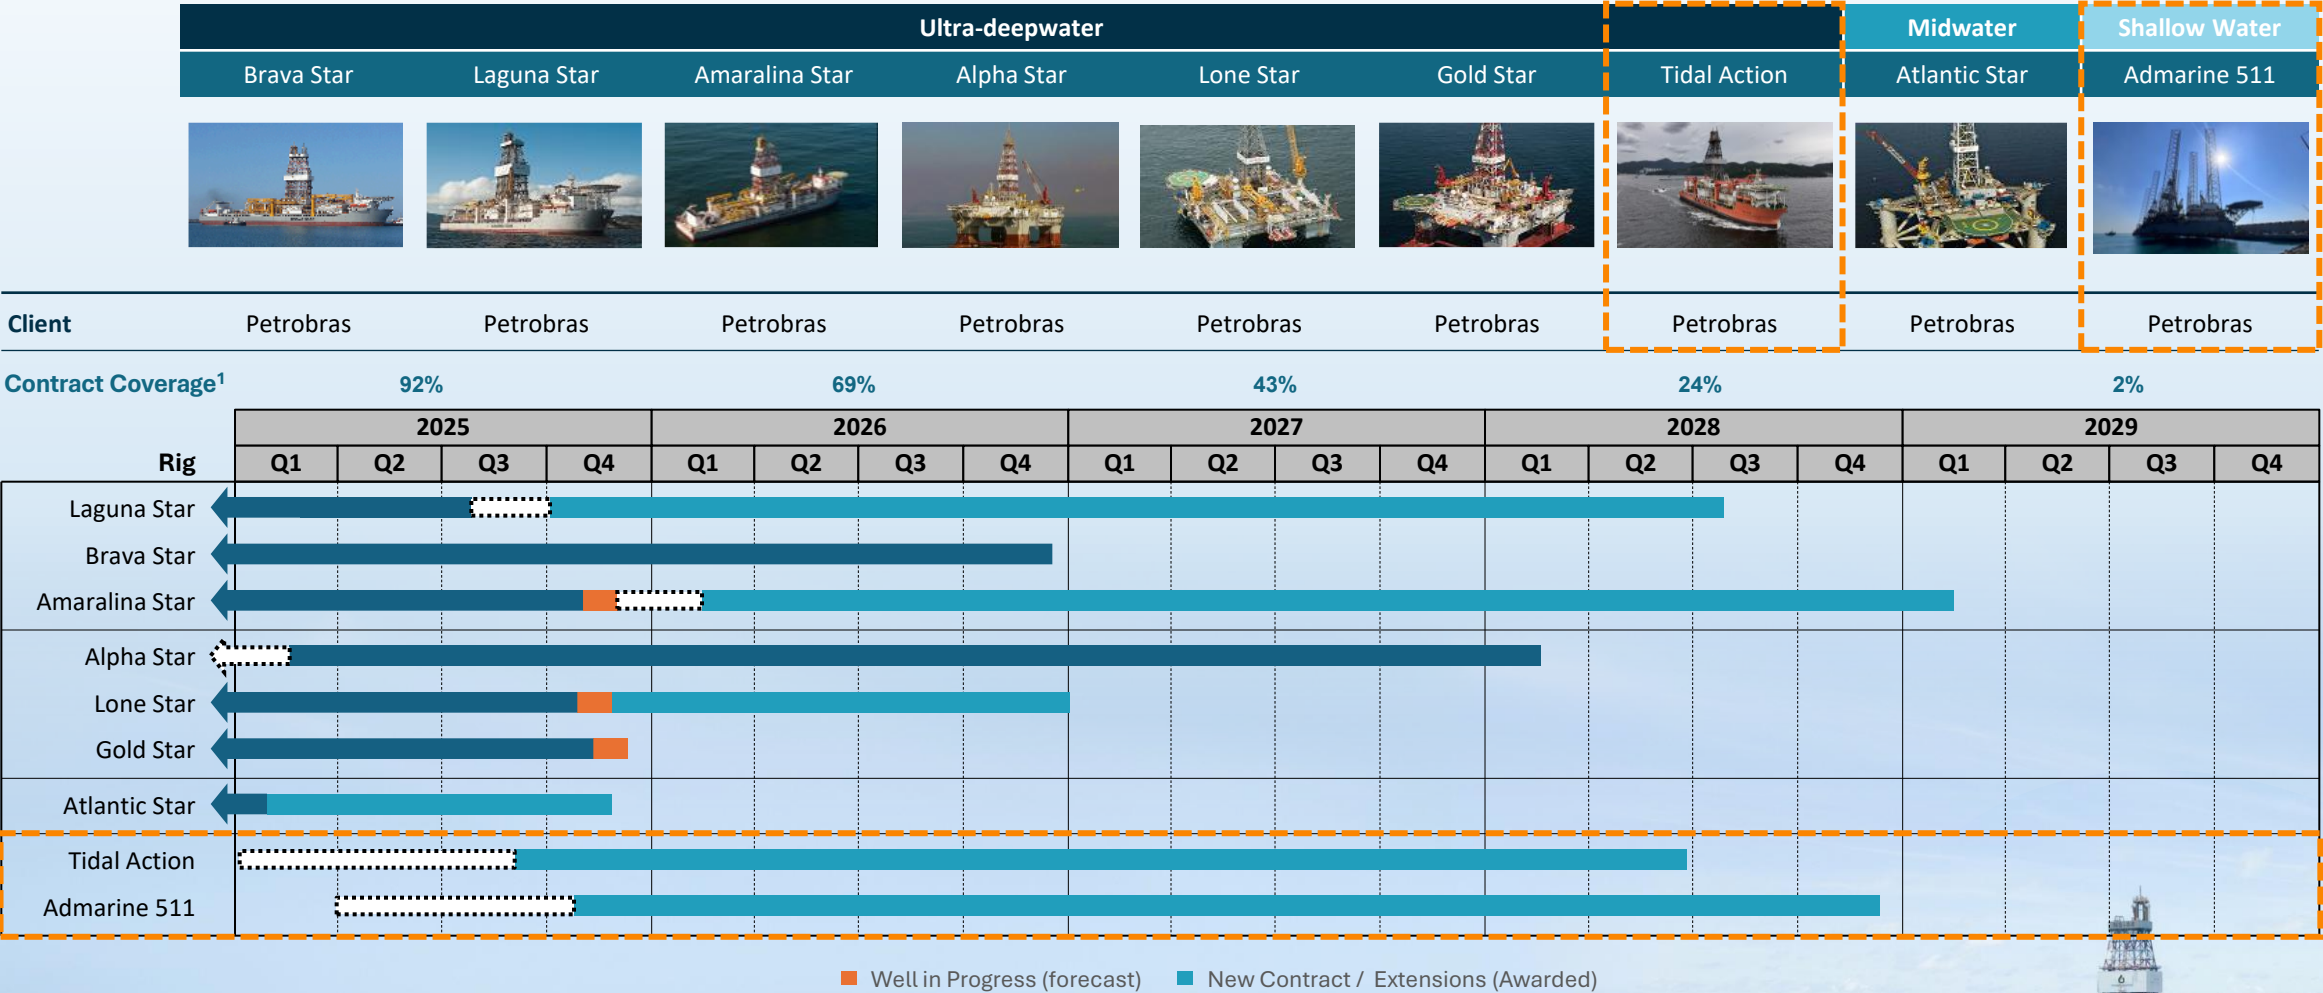 Ultra-deepwater Midwater Shallow Water
Brava Star Laguna Star Amaralina Star Alpha Star Lone Star Gold Star Tidal Action Atlantic Star Admarine 511
Client Petrobras Petrobras Petrobras Petrobras Petrobras Petrobras Petrobras Petrobras Petrobras
Contract Coverage¹ 92% 69% 43% 24% 2%
2025 2026 2027 2028 2029
Rig Q1 Q2 Q3 Q4 Q1 Q2 Q3 Q4 Q1 Q2 Q3 Q4 Q1 Q2 Q3 Q4 Q1 Q2 Q3 Q4
Laguna Star
Brava Star
Amaralina Star
Alpha Star
Lone Star
Gold Star
Atlantic Star
Tidal Action
Admarine 511
Well in Progress (forecast) New Contract / Extensions (Awarded)